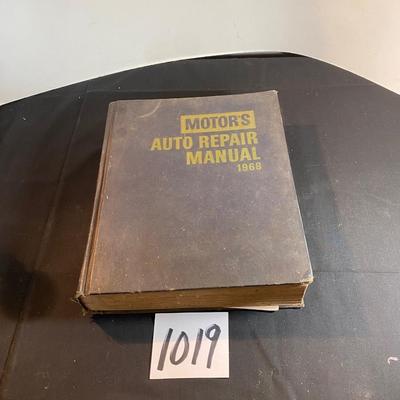 MOTOR'S
AUTO REPAIR
MANUAL
1968
1019